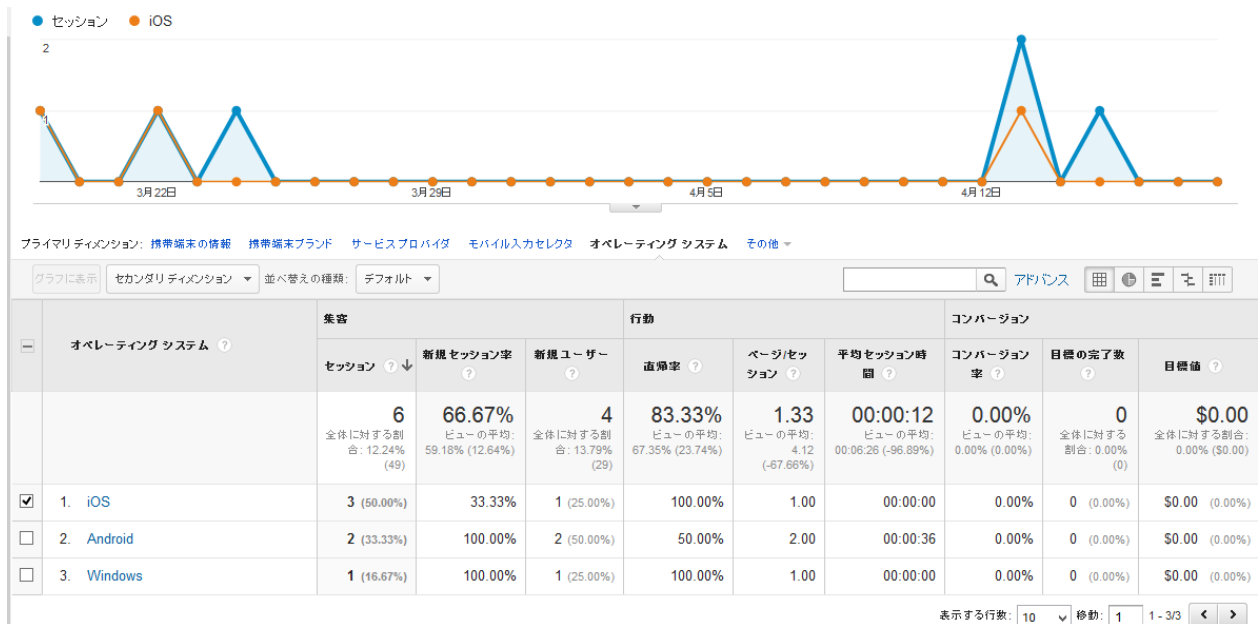 セッション iOS
2
1
3月22日 3月29日 4月5日 4月12日
プライマリ ディメンション: 携帯端末の情報 携帯端末ブランド サービスプロバイダ モバイル入力セレクタ オペレーティング システム その他
グラフに表示 セカンダリ ディメンション 並べ替えの種類: デフォルト アドバンス
集客 行動 コンバージョン
オペレーティング システム ?
セッション ? 新規セッション率 ? 新規ユーザー ? 直帰率 ? ページ/セッション ? 平均セッション時間 ? コンバージョン率 ? 目標の完了数 ? 目標値 ?
6 66.67% 4 83.33% 1.33 00:00:12 0.00% 0 $0.00
全体に対する割 ビューの平均: 全体に対する割 ビューの平均: ビューの平均: ビューの平均: ビューの平均: 全体に対する 全体に対する割合:
合: 12.24% 59.18% (12.64%) 合: 13.79% 67.35% (23.74%) 4.12 00:06:26 (-96.89%) 0.00% (0.00%) 割合: 0.00% 0.00% ($0.00)
(49) (29) (-67.66%) (0)
1. iOS 3 (50.00%) 33.33% 1 (25.00%) 100.00% 1.00 00:00:00 0.00% 0 (0.00%) $0.00 (0.00%)
2. Android 2 (33.33%) 100.00% 2 (50.00%) 50.00% 2.00 00:00:36 0.00% 0 (0.00%) $0.00 (0.00%)
3. Windows 1 (16.67%) 100.00% 1 (25.00%) 100.00% 1.00 00:00:00 0.00% 0 (0.00%) $0.00 (0.00%)
表示する行数: 10 移動: 1 1 - 3/3